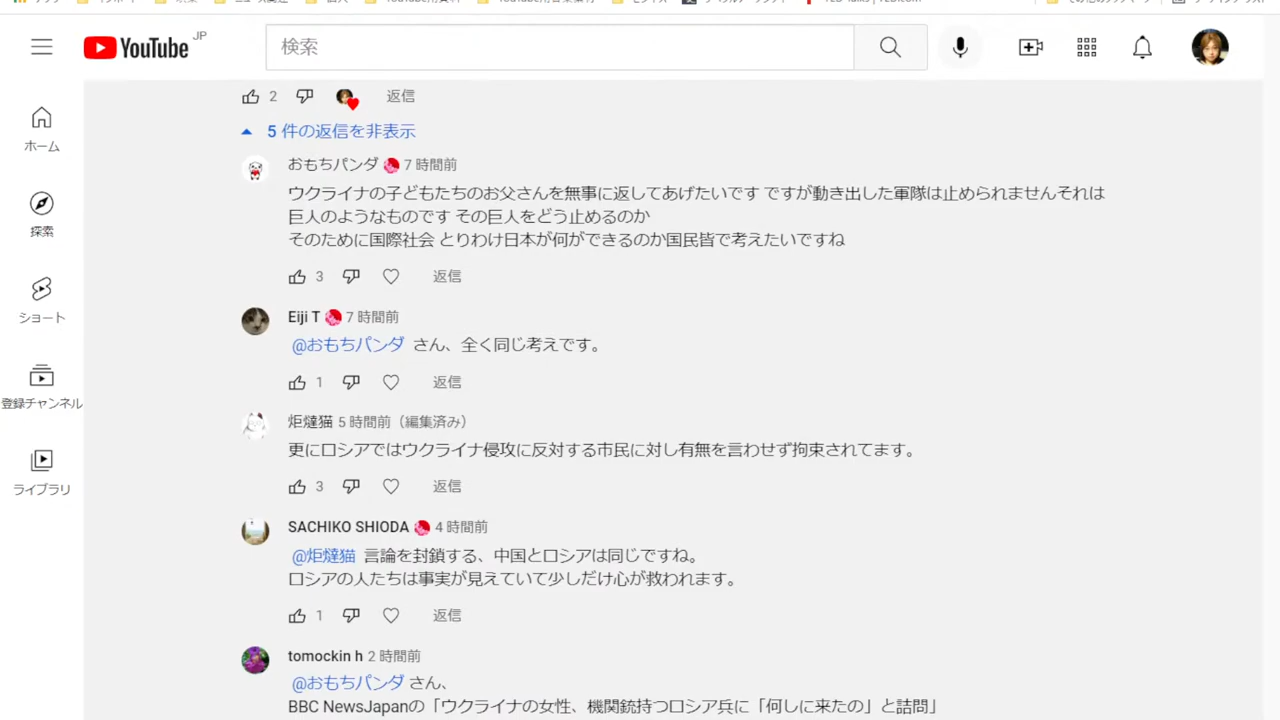 YouTube JP
検索
2 返信
5 件の返信を非表示
ホーム
探索
ショート
登録チャンネル
ライブラリ
おもちパンダ 7 時間前
ウクライナの子どもたちのお父さんを無事に返してあげたいです ですが動き出した軍隊は止められませんそれは
巨人のようなものです その巨人をどう止めるのか
そのために国際社会 とりわけ日本が何ができるのか国民皆で考えたいですね
3 返信
Eiji T 7 時間前
@おもちパンダ さん、全く同じ考えです。
1 返信
炬燵猫 5 時間前（編集済み）
更にロシアではウクライナ侵攻に反対する市民に対し有無を言わせず拘束されてます。
3 返信
SACHIKO SHIODA 4 時間前
@炬燵猫 言論を封鎖する、中国とロシアは同じですね。
ロシアの人たちは事実が見えていて少しだけ心が救われます。
1 返信
tomockin h 2 時間前
@おもちパンダ さん、
BBC NewsJapanの「ウクライナの女性、機関銃持つロシア兵に「何しに来たの」と詰問」